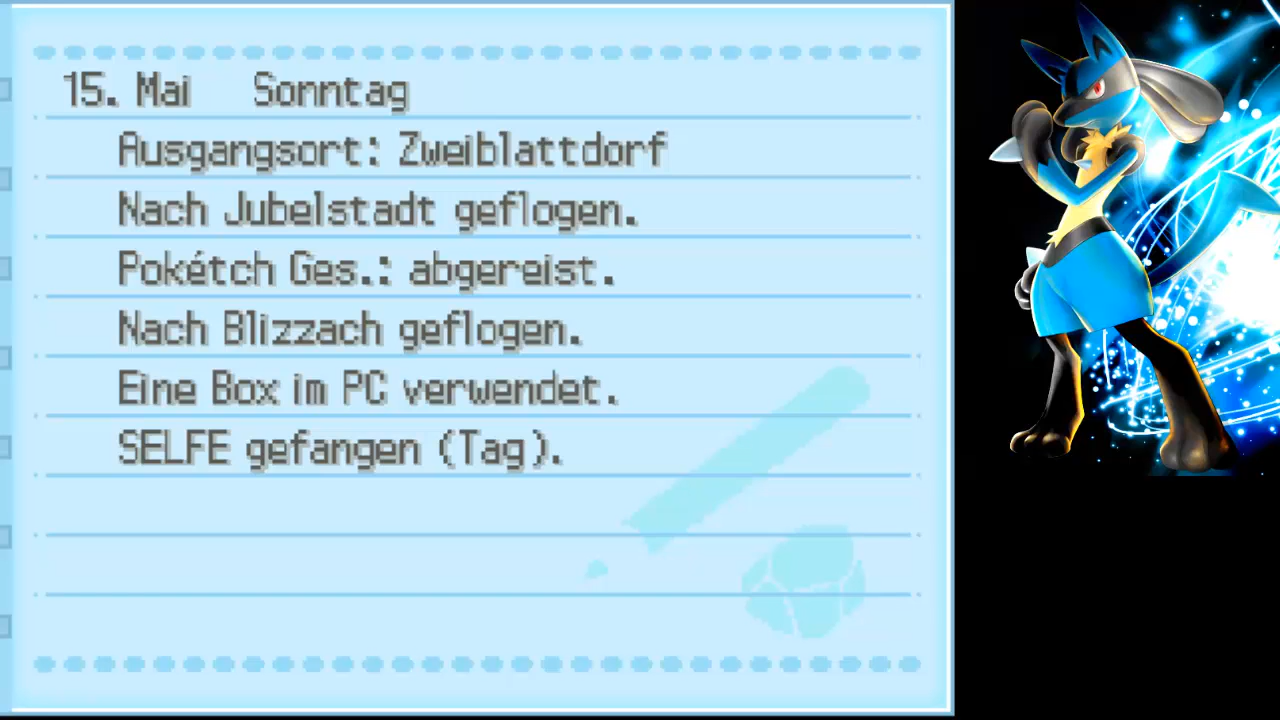 15. Mai Sonntag
Ausgangsort: Zweiblattdorf
Nach Jubelstadt geflogen.
Pokétch Ges.: abgereist.
Nach Blizzach geflogen.
Eine Box im PC verwendet.
SELFE gefangen (Tag).